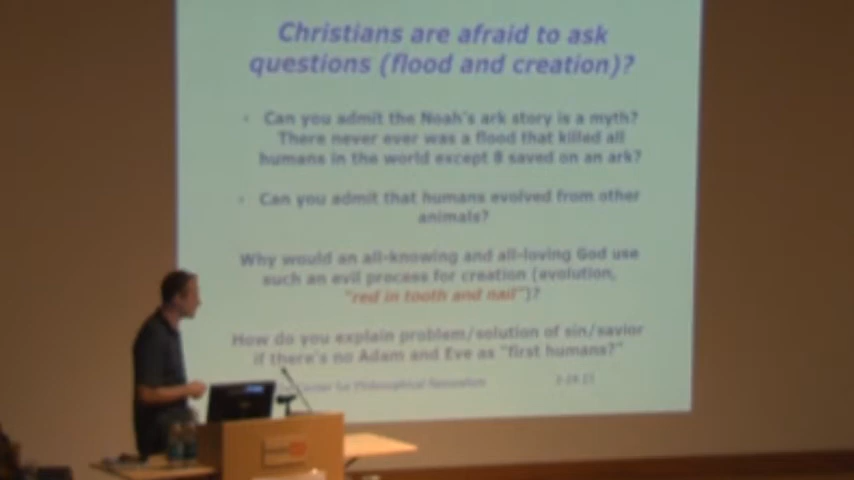 Christians are afraid to ask
questions (flood and creation)?
Can you admit the Noah's ark story is a myth?
There never ever was a flood that killed all
humans in the world except 8 saved on an ark?
Can you admit that humans evolved from other
animals?
Why would an all-knowing and all-loving God use
such an evil process for creation (evolution,
"red in tooth and nail")?
How do you explain problem/solution of sin/savior
if there's no Adam and Eve as "first humans?"
Center for Philosophical